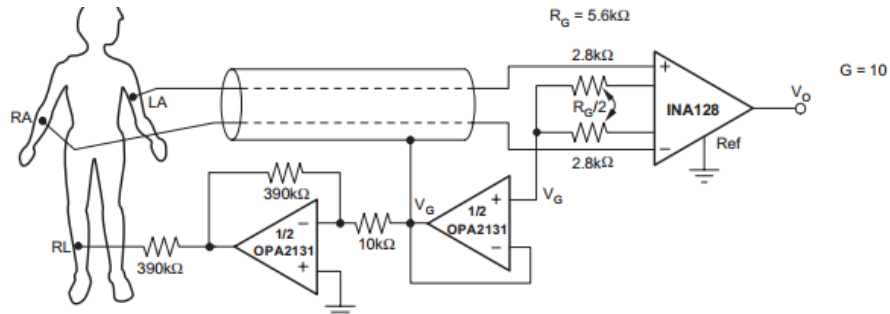 R_G = 5.6kΩ
2.8kΩ
G = 10
LA
RA
R_G/2
INA128
V_O
Ref
2.8kΩ
390kΩ
V_G
V_G
+
−
+
−
1/2
OPA2131
10kΩ
−
+
1/2
OPA2131
RL
390kΩ